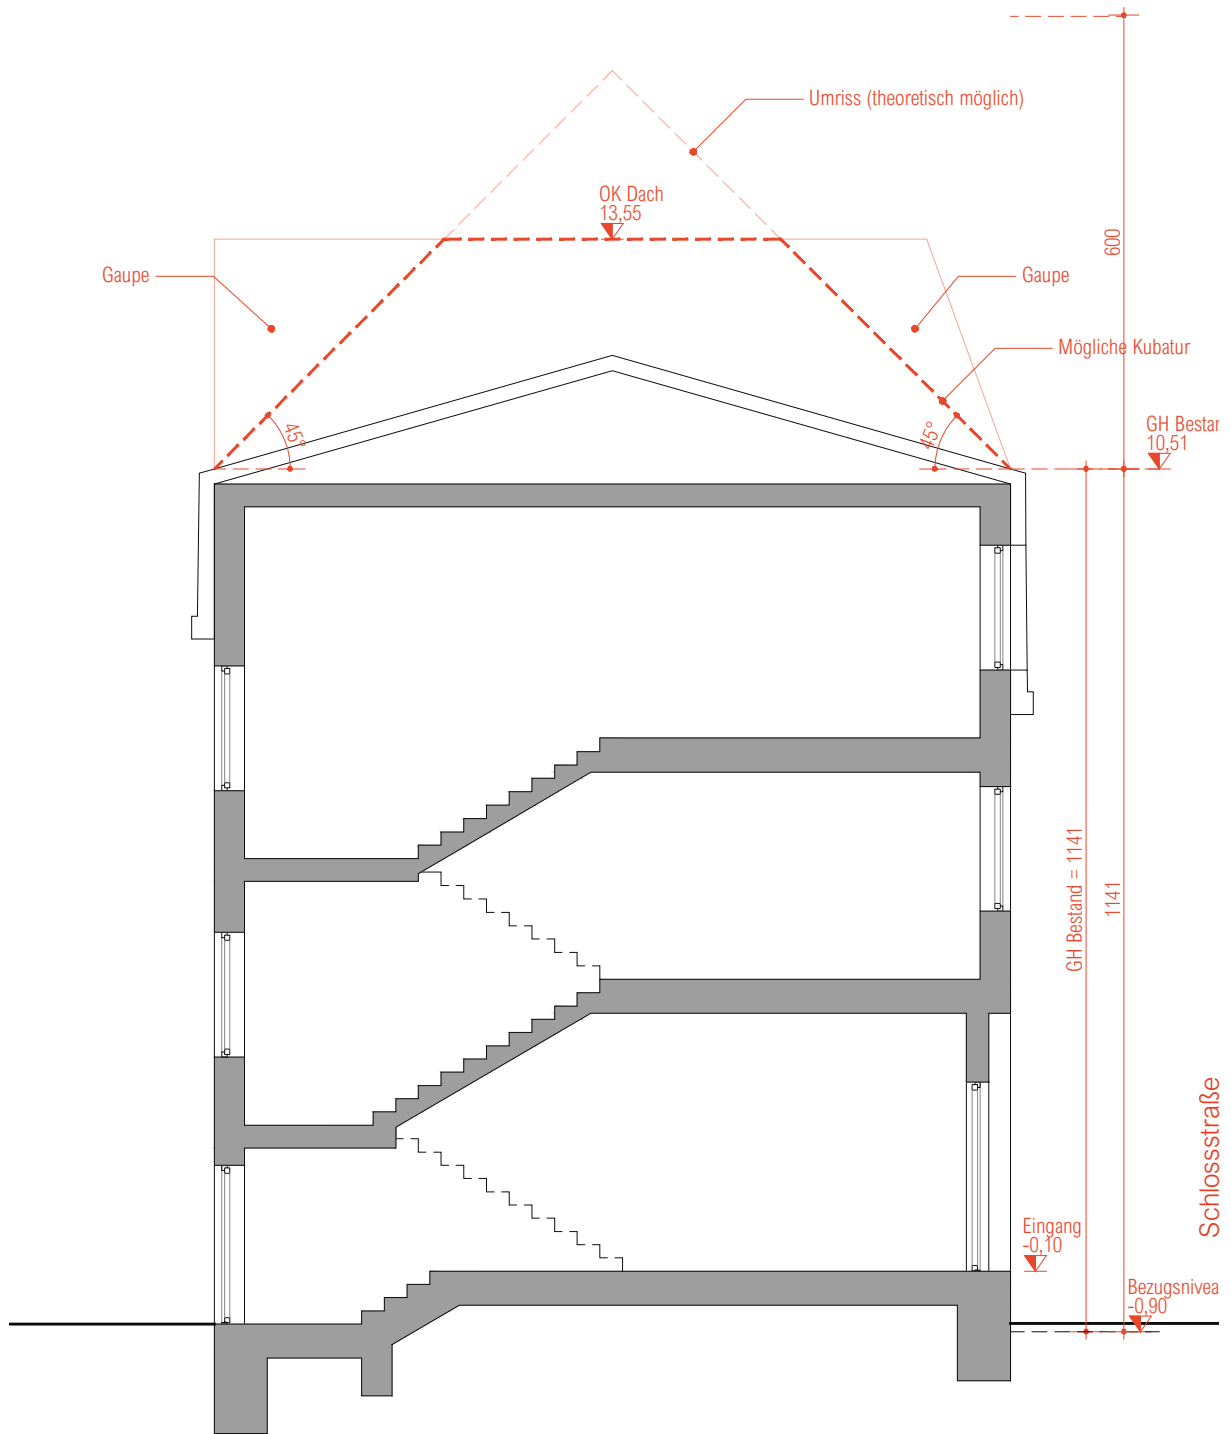 Umriss (theoretisch möglich)
OK Dach
13,55
600
Gaupe
Gaupe
Mögliche Kubatur
45°
45°
GH Bestan
10,51
GH Bestand = 1141
1141
Schlossstraße
Eingang
-0,10
Bezugsnivea
-0,90